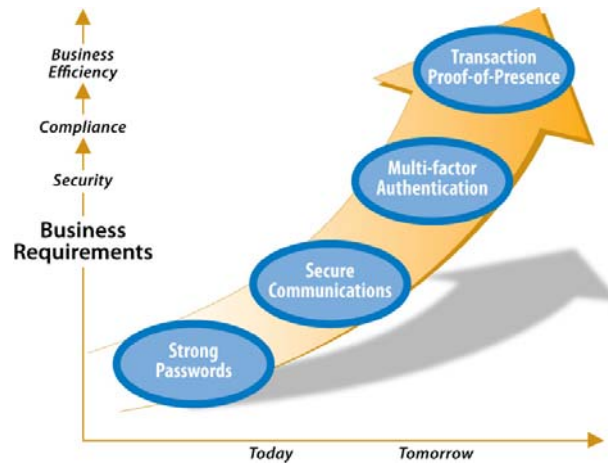 Business
Efficiency
Compliance
Security
Business
Requirements
Transaction
Proof-of-Presence
Multi-factor
Authentication
Secure
Communications
Strong
Passwords
Today
Tomorrow